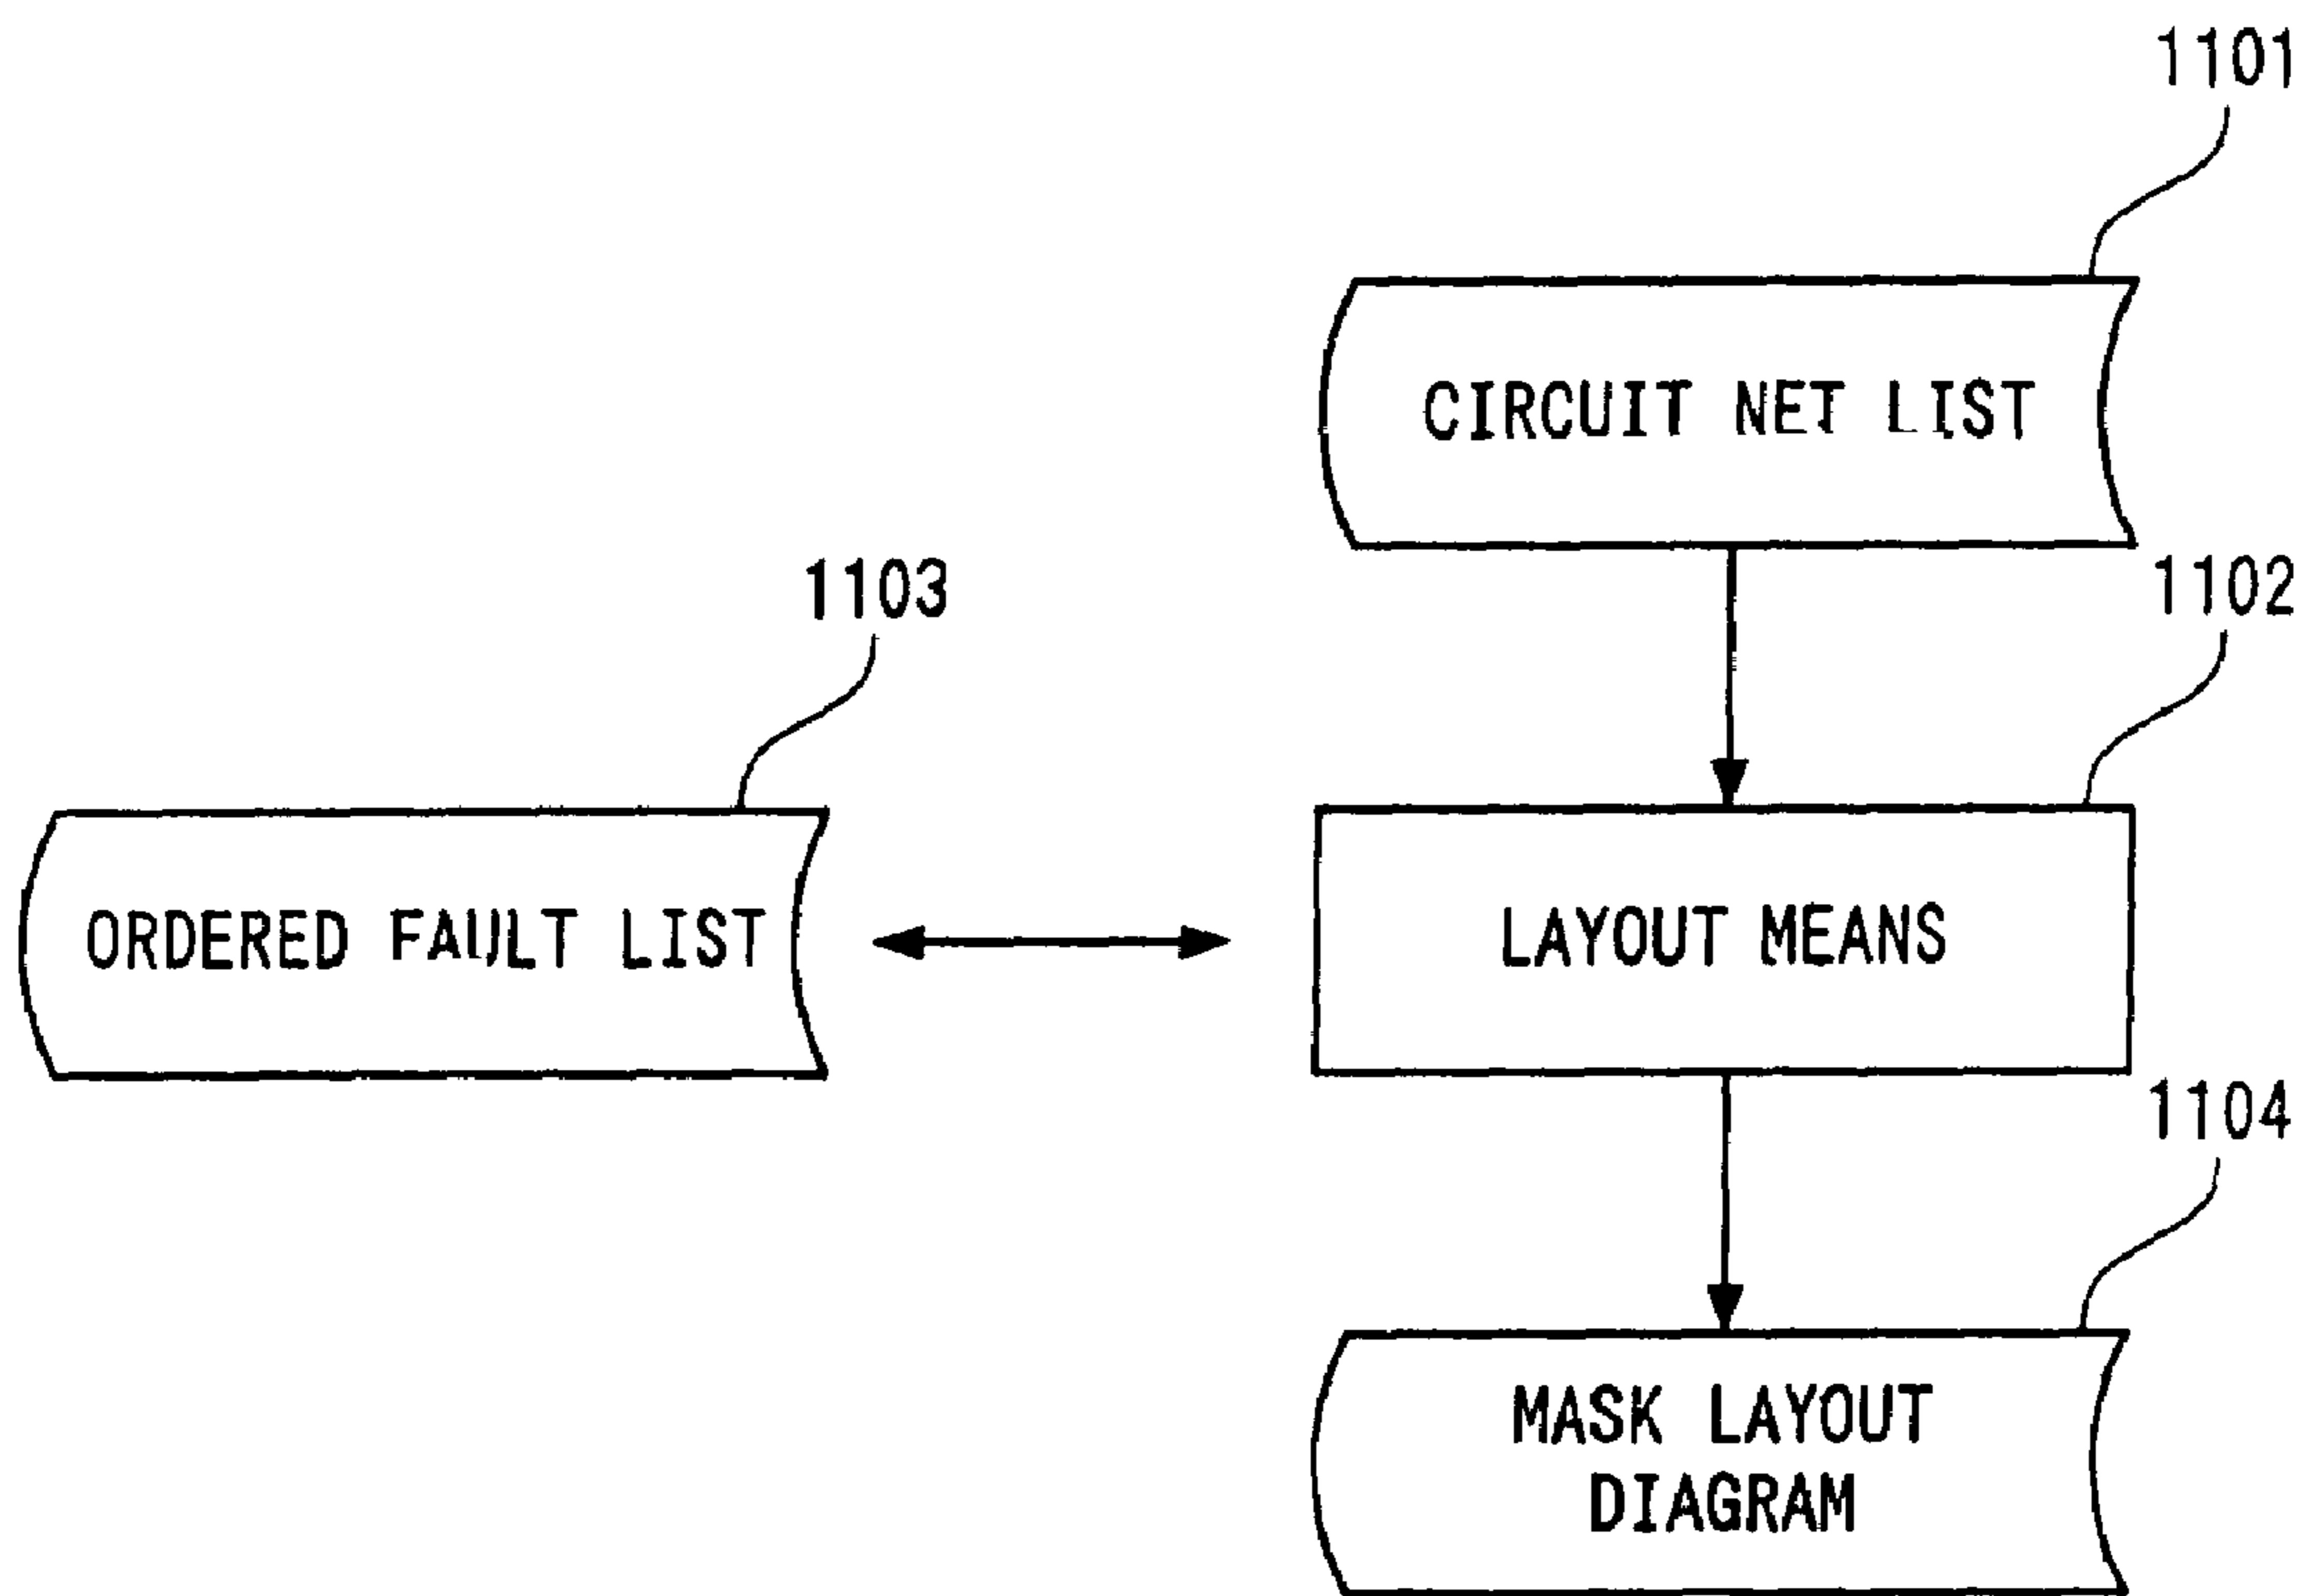 1101
CIRCUIT NET LIST
1102
1103
ORDERED FAULT LIST
LAYOUT MEANS
1104
MASK LAYOUT
DIAGRAM